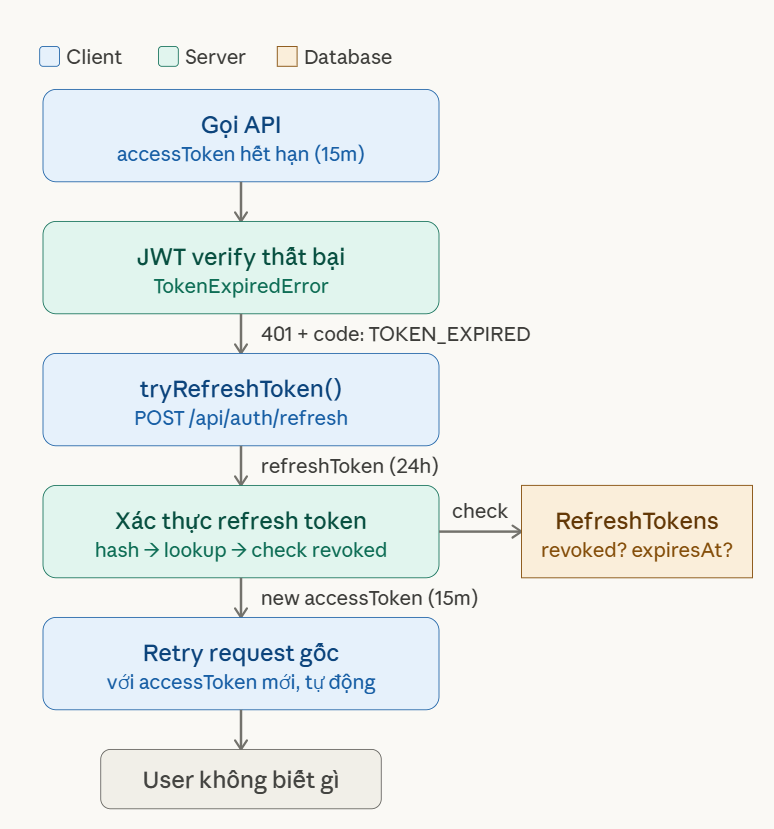 Client
Server
Database
Gọi API
accessToken hết hạn (15m)
JWT verify thất bại
TokenExpiredError
401 + code: TOKEN_EXPIRED
tryRefreshToken()
POST /api/auth/refresh
refreshToken (24h)
Xác thực refresh token
hash → lookup → check revoked
check
RefreshTokens
revoked? expiresAt?
new accessToken (15m)
Retry request gốc
với accessToken mới, tự động
User không biết gì